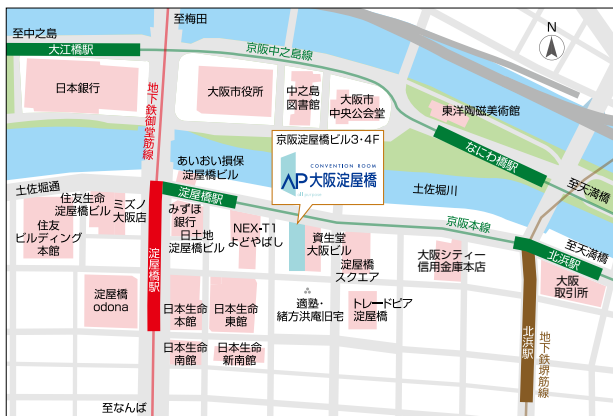 至梅田
至中之島
大江橋駅
京阪中之島線
N
日本銀行
地下鉄御堂筋線
大阪市役所
中之島
図書館
大阪市
中央公会堂
東洋陶磁美術館
なにわ橋駅
至天満橋
京阪淀屋橋ビル3・4F
CONVENTION ROOM
AP大阪淀屋橋
あいおい損保
淀屋橋ビル
土佐堀通
淀屋橋駅
土佐堀川
京阪本線
至天満橋
北浜駅
住友生命
淀屋橋ビル
ミズノ
大阪店
住友
ビルディング
本館
淀屋橋駅
みずほ
銀行
日土地
淀屋橋ビル
NEX-T1
よどやばし
資生堂
大阪ビル
淀屋橋
スクエア
大阪シティー
信用金庫本店
大阪
取引所
淀屋橋
odona
日本生命
本館
日本生命
東館
適塾・
緒方洪庵旧宅
トレードピア
淀屋橋
北浜駅
地下鉄堺筋線
日本生命
南館
日本生命
新南館
至なんば